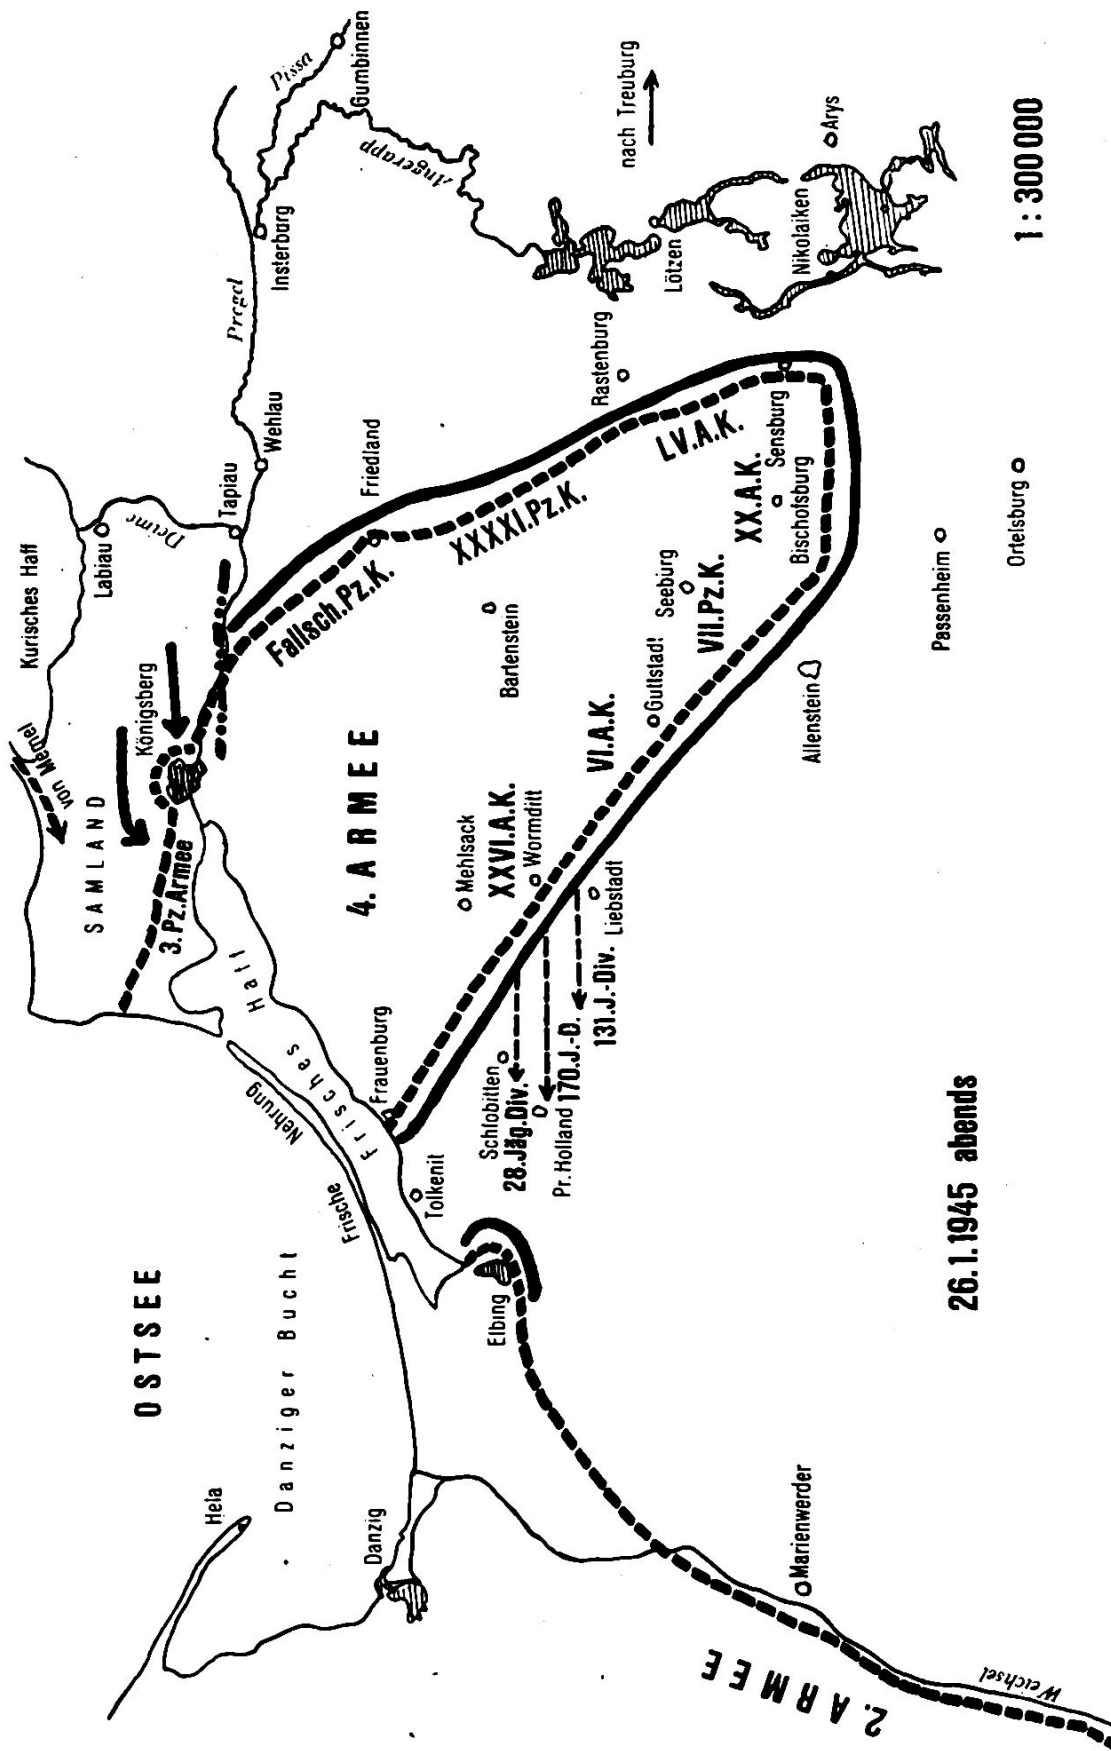 OSTSEE
Hela
Danziger Bucht
Danzig
Frische
Nehrung
Frisches Haff
SAMLAND
von Memel
Kurisches Haff
3. Pz.Armee
Königsberg
Labiau
Deime
Tapiau
Wehlau
Pregel
Insterburg
Pissa
Gumbinnen
Angerapp
Frauenburg
Tolkemit
Elbing
4. ARMEE
Fallsch.Pz.K.
Friedland
XXXXI.Pz.K.
Bartenstein
Mehlsack
XXVI.A.K.
Wormditt
Schlobitten
28.Jäg.Div.
Pr.Holland
170.J.-D.
131.J.-Div.
Liebstadt
VI.A.K.
Guttstadt
Seeburg
VII.Pz.K.
XX.A.K.
LV.A.K.
Rastenburg
Lötzen
nach Treuburg
Sensburg
Bischofsburg
Nikolaiken
Arys
Allenstein
Passenheim
Ortelsburg
Marienwerder
2. ARMEE
Weichsel
26.1.1945 abends
1:300000